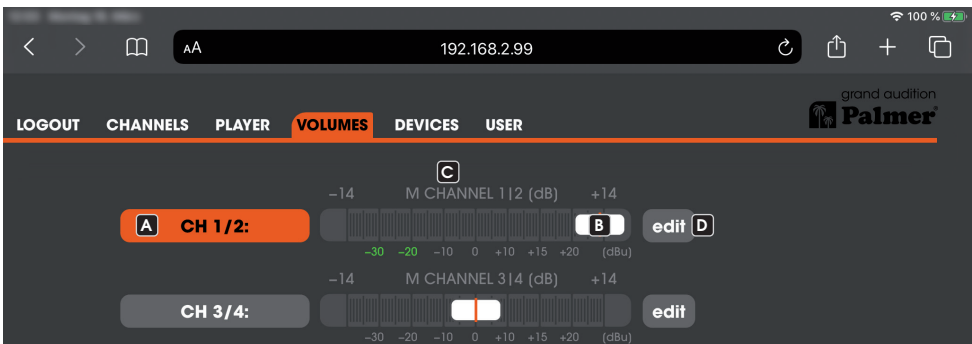 100 %
AA 192.168.2.99
grand audition
Palmer
LOGOUT CHANNELS PLAYER VOLUMES DEVICES USER
C
−14 M CHANNEL 1|2 (dB) +14
A CH 1/2: B edit D
−30 −20 −10 0 +10 +15 +20 (dBu)
−14 M CHANNEL 3|4 (dB) +14
CH 3/4: edit
−30 −20 −10 0 +10 +15 +20 (dBu)